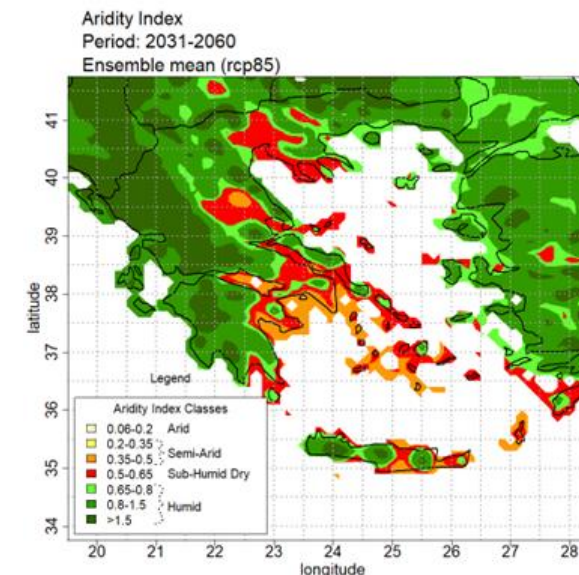 Aridity Index
Period: 2031-2060
Ensemble mean (rcp85)
41
40
39
38
37
36
35
34
latitude
Legend
Aridity Index Classes
0.06-0.2 Arid
0.2-0.35
Semi-Arid
0.35-0.5
0.5-0.65 Sub-Humid Dry
0.65-0.8
0.8-1.5 Humid
>1.5
20 21 22 23 24 25 26 27 28
longitude